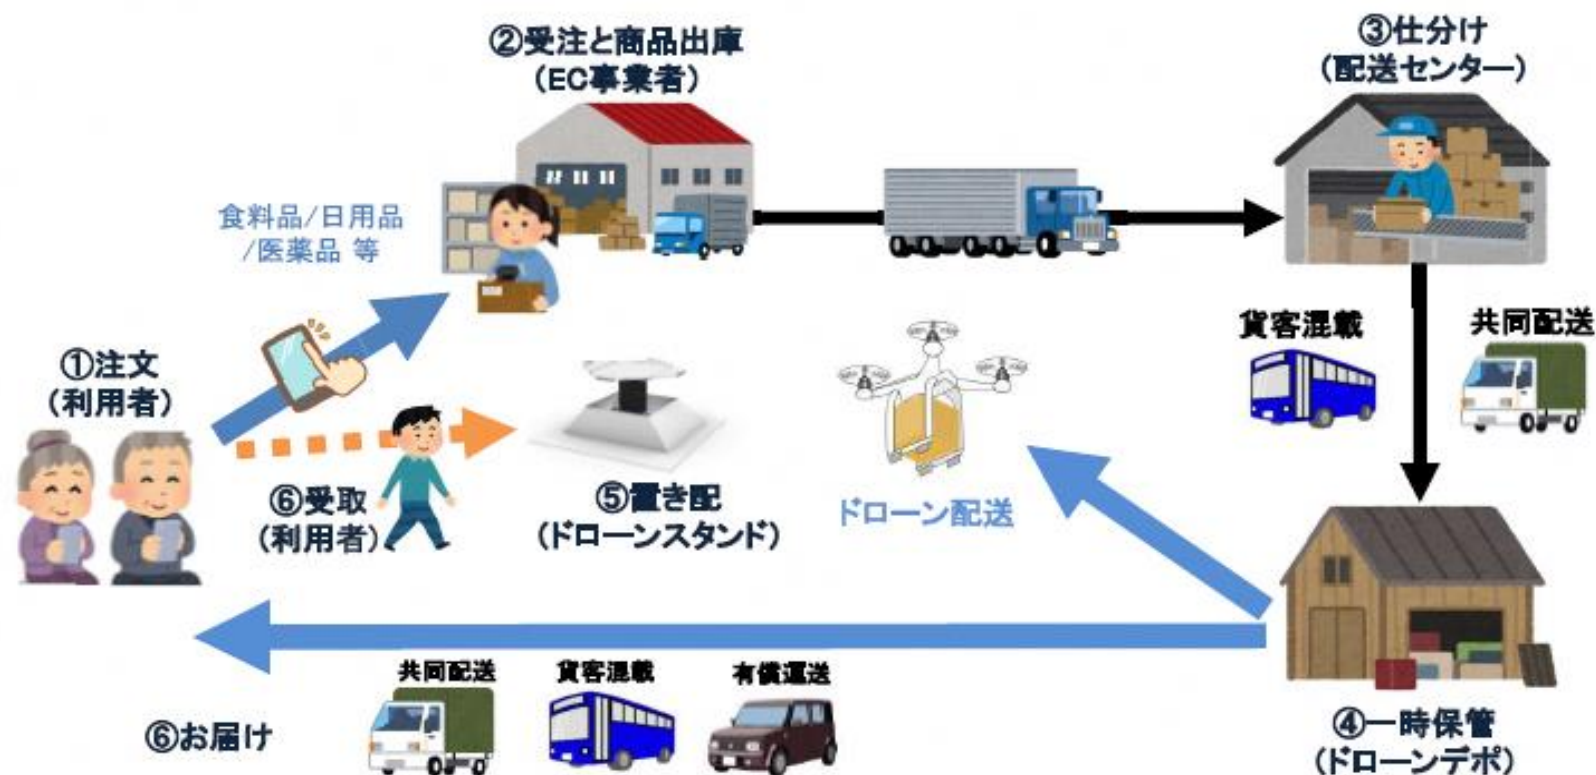 ②受注と商品出庫
(EC事業者)
③仕分け
(配送センター)
食料品/日用品
/医薬品 等
貨客混載
共同配送
①注文
(利用者)
⑥受取
(利用者)
⑤置き配
(ドローンスタンド)
ドローン配送
共同配送
貨客混載
有償運送
⑥お届け
④一時保管
(ドローンデポ)